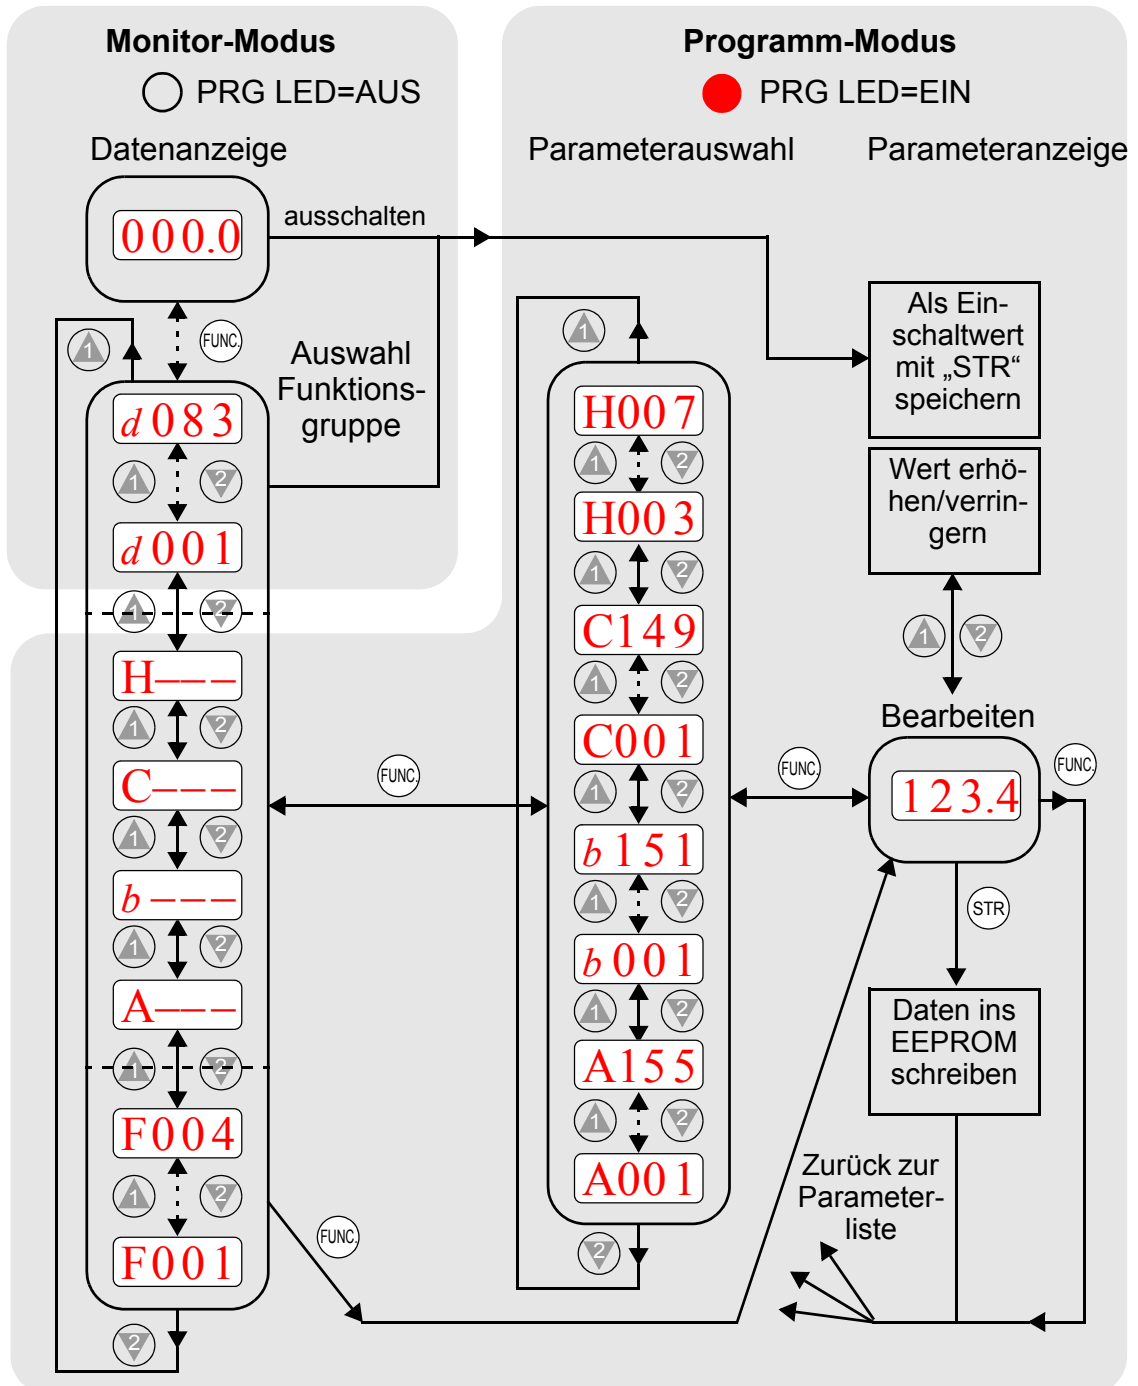 Monitor-Modus
PRG LED=AUS
Datenanzeige
000.0
ausschalten
FUNC.
1
Auswahl
Funktions-
gruppe
d083
1 2
d001
1 2
H---
1 2
C---
1 2
b---
1 2
A---
1 2
F004
1 2
F001
2
FUNC.
FUNC.
Programm-Modus
PRG LED=EIN
Parameterauswahl
1
H007
1 2
H003
1 2
C149
1 2
C001
1 2
b151
1 2
b001
1 2
A155
1 2
A001
2
FUNC.
Parameteranzeige
Als Ein-
schaltwert
mit „STR“
speichern
Wert erhö-
hen/verrin-
gern
1 2
Bearbeiten
123.4
FUNC.
STR
Daten ins
EEPROM
schreiben
Zurück zur
Parameter-
liste